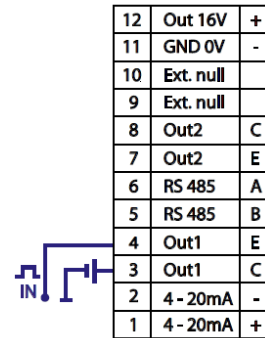 12 Out 16V +
11 GND 0V -
10 Ext. null
9 Ext. null
8 Out2 C
7 Out2 E
6 RS 485 A
5 RS 485 B
4 Out1 E
3 Out1 C
IN
2 4 - 20mA -
1 4 - 20mA +